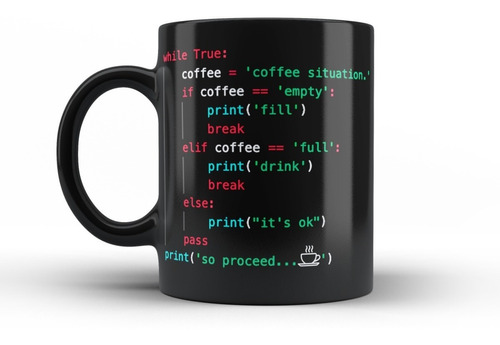 while True:
coffee = 'coffee situation.'
if coffee == 'empty':
print('fill')
break
elif coffee == 'full':
print('drink')
break
else:
print("it's ok")
pass
print('so proceed...')